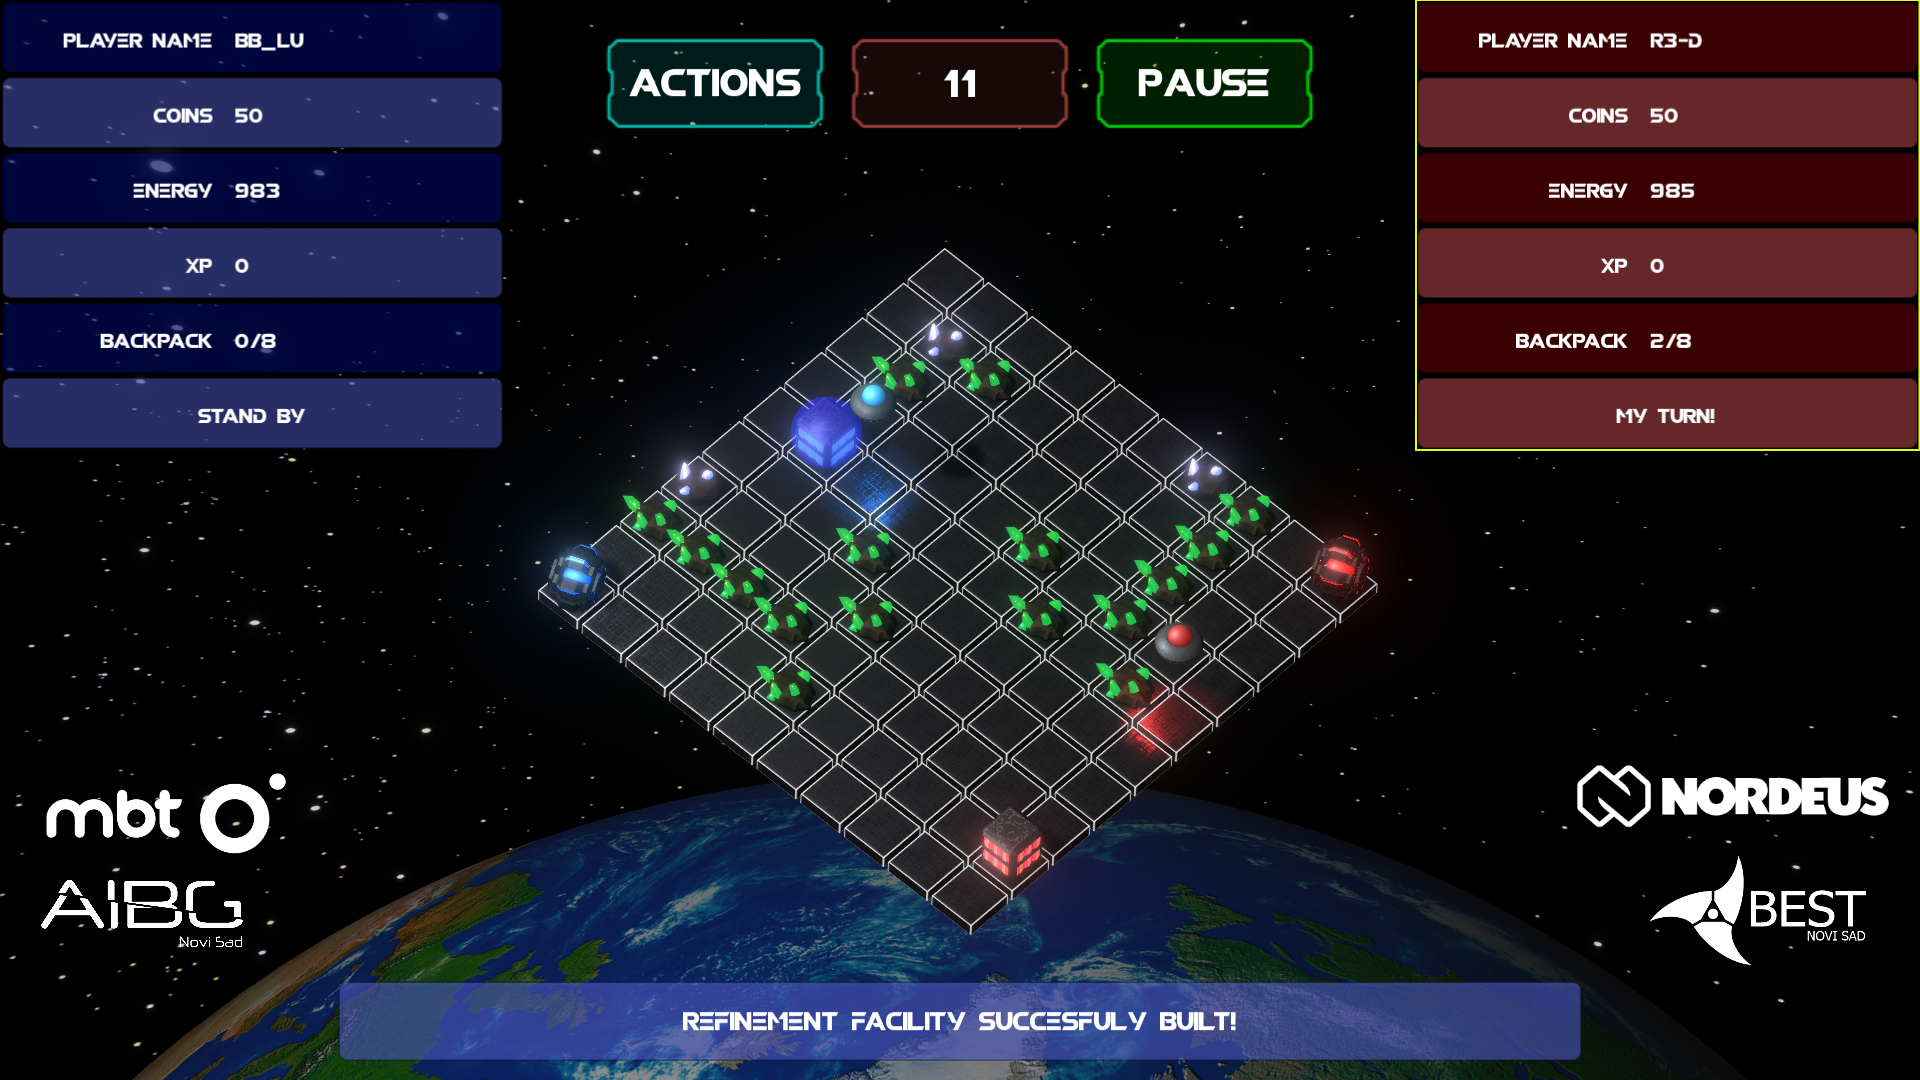 PLAYER NAME BB_LU
COINS 50
ENERGY 983
XP 0
BACKPACK 0/8
STAND BY
ACTIONS
11
PAUSE
PLAYER NAME R3-D
COINS 50
ENERGY 985
XP 0
BACKPACK 2/8
MY TURN!
mbt
AIBG
Novi Sad
NORDEUS
BEST
NOVI SAD
REFINEMENT FACILITY SUCCESFULY BUILT!